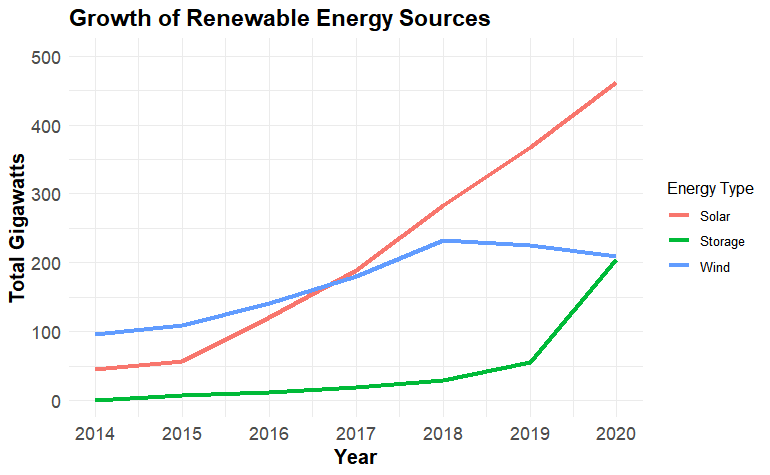 Growth of Renewable Energy Sources
Total Gigawatts
500
400
300
200
100
0
2014 2015 2016 2017 2018 2019 2020
Year
Energy Type
Solar
Storage
Wind